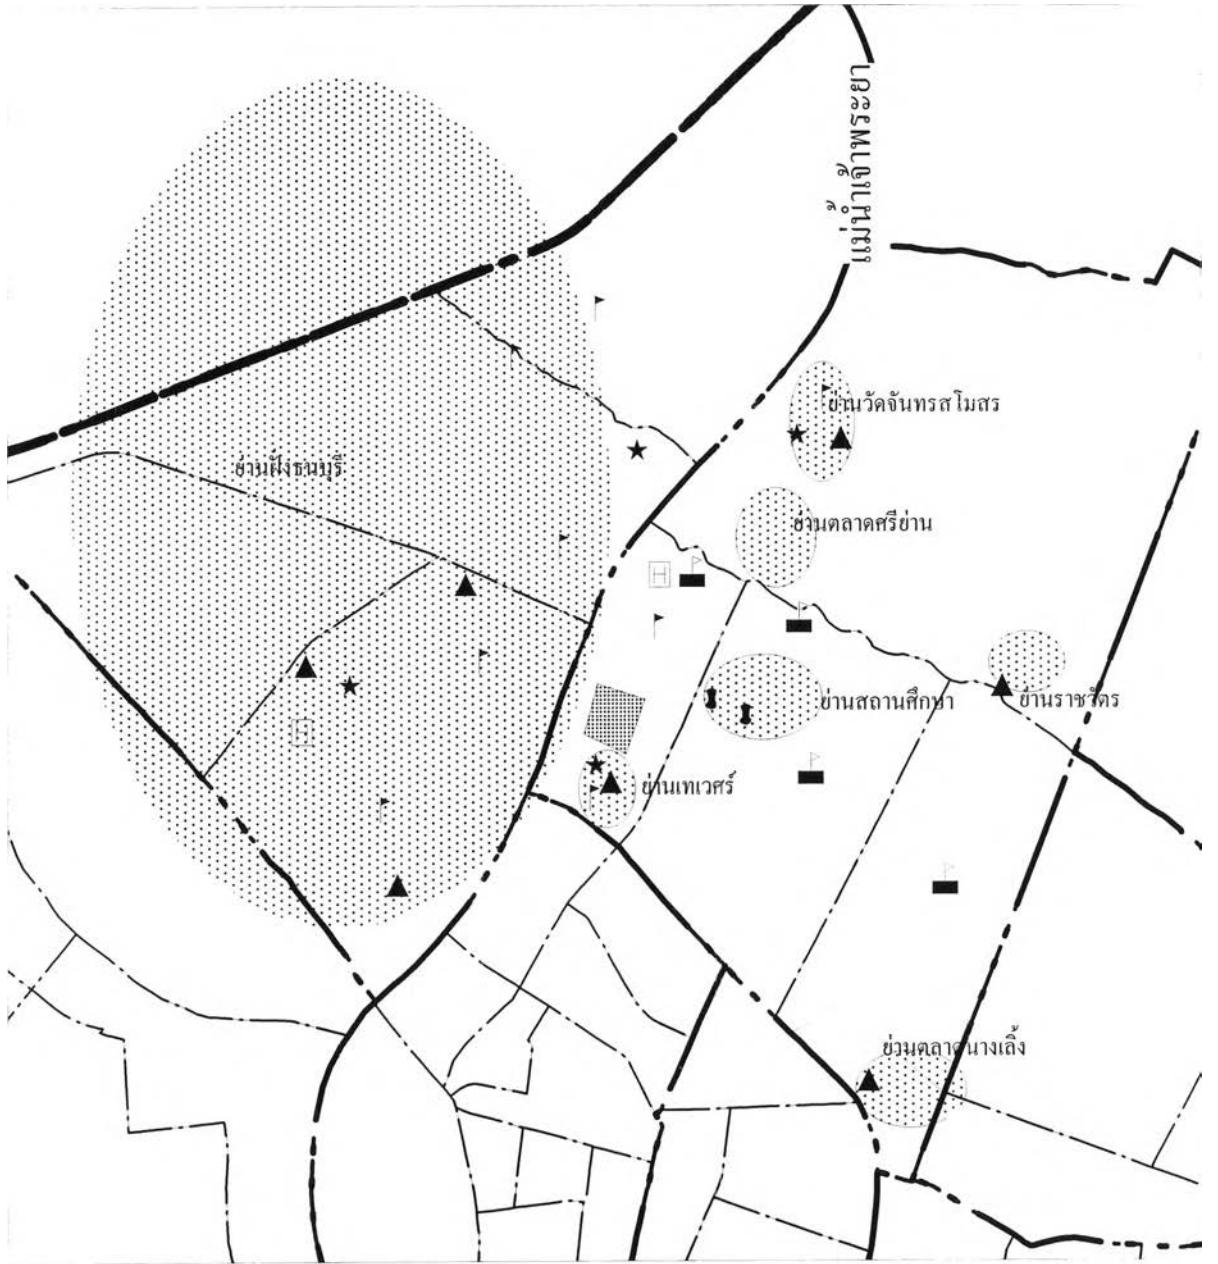 แม่น้ำเจ้าพระยา
ย่านวัดจันทรสโมสร
ย่านฝั่งธนบุรี
ย่านตลาดศรีย่าน
H
ย่านสถานศึกษา
ย่านราชวัตร
H
ย่านเทเวศร์
ย่านตลาดนางเลิ้ง